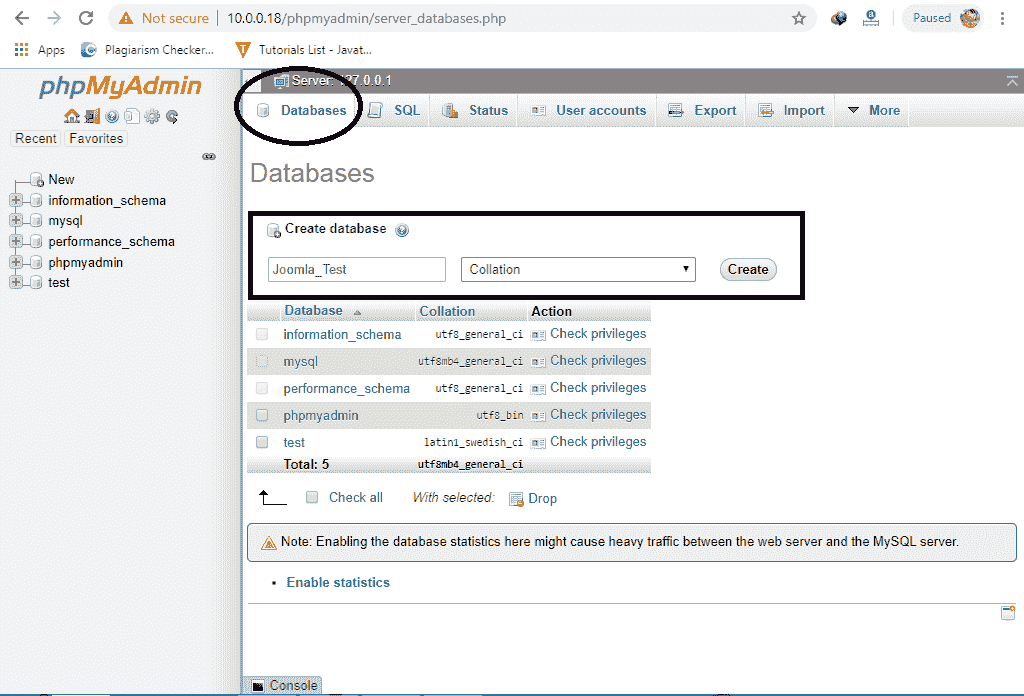 Not secure | 10.0.0.18/phpmyadmin/server_databases.php Paused
Apps Plagiarism Checker... Tutorials List - Javat...
phpMyAdmin
Recent Favorites
New
information_schema
mysql
performance_schema
phpmyadmin
test
Server: 127.0.0.1
Databases SQL Status User accounts Export Import More
Databases
Create database
Joomla_Test Collation Create
Database Collation Action
information_schema utf8_general_ci Check privileges
mysql utf8mb4_general_ci Check privileges
performance_schema utf8_general_ci Check privileges
phpmyadmin utf8_bin Check privileges
test latin1_swedish_ci Check privileges
Total: 5 utf8mb4_general_ci
Check all With selected: Drop
Note: Enabling the database statistics here might cause heavy traffic between the web server and the MySQL server.
• Enable statistics
Console